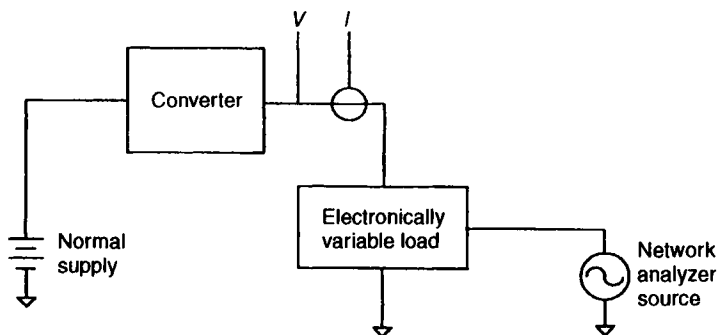 V
I
Converter
Normal
supply
Electronically
variable load
Network
analyzer
source